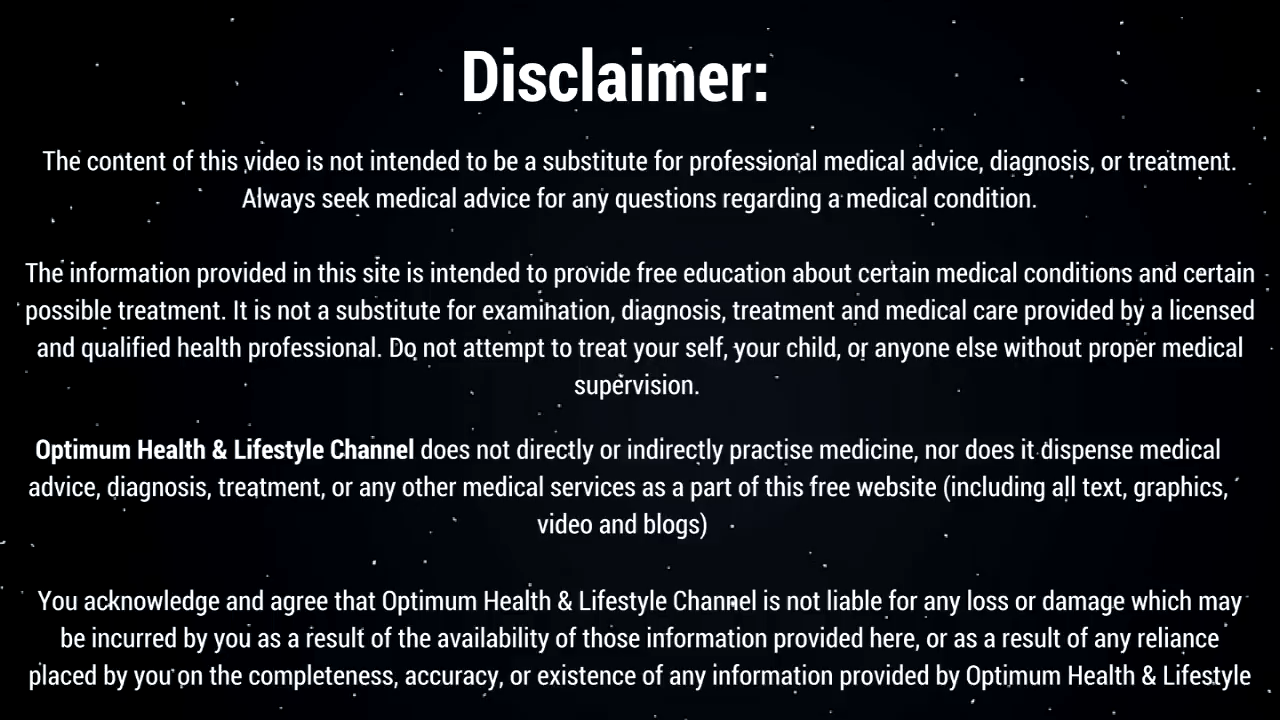 Disclaimer:
The content of this video is not intended to be a substitute for professional medical advice, diagnosis, or treatment.
Always seek medical advice for any questions regarding a medical condition.
The information provided in this site is intended to provide free education about certain medical conditions and certain
possible treatment. It is not a substitute for examination, diagnosis, treatment and medical care provided by a licensed
and qualified health professional. Do not attempt to treat your self, your child, or anyone else without proper medical
supervision.
Optimum Health & Lifestyle Channel does not directly or indirectly practise medicine, nor does it dispense medical
advice, diagnosis, treatment, or any other medical services as a part of this free website (including all text, graphics,
video and blogs)
You acknowledge and agree that Optimum Health & Lifestyle Channel is not liable for any loss or damage which may
be incurred by you as a result of the availability of those information provided here, or as a result of any reliance
placed by you on the completeness, accuracy, or existence of any information provided by Optimum Health & Lifestyle